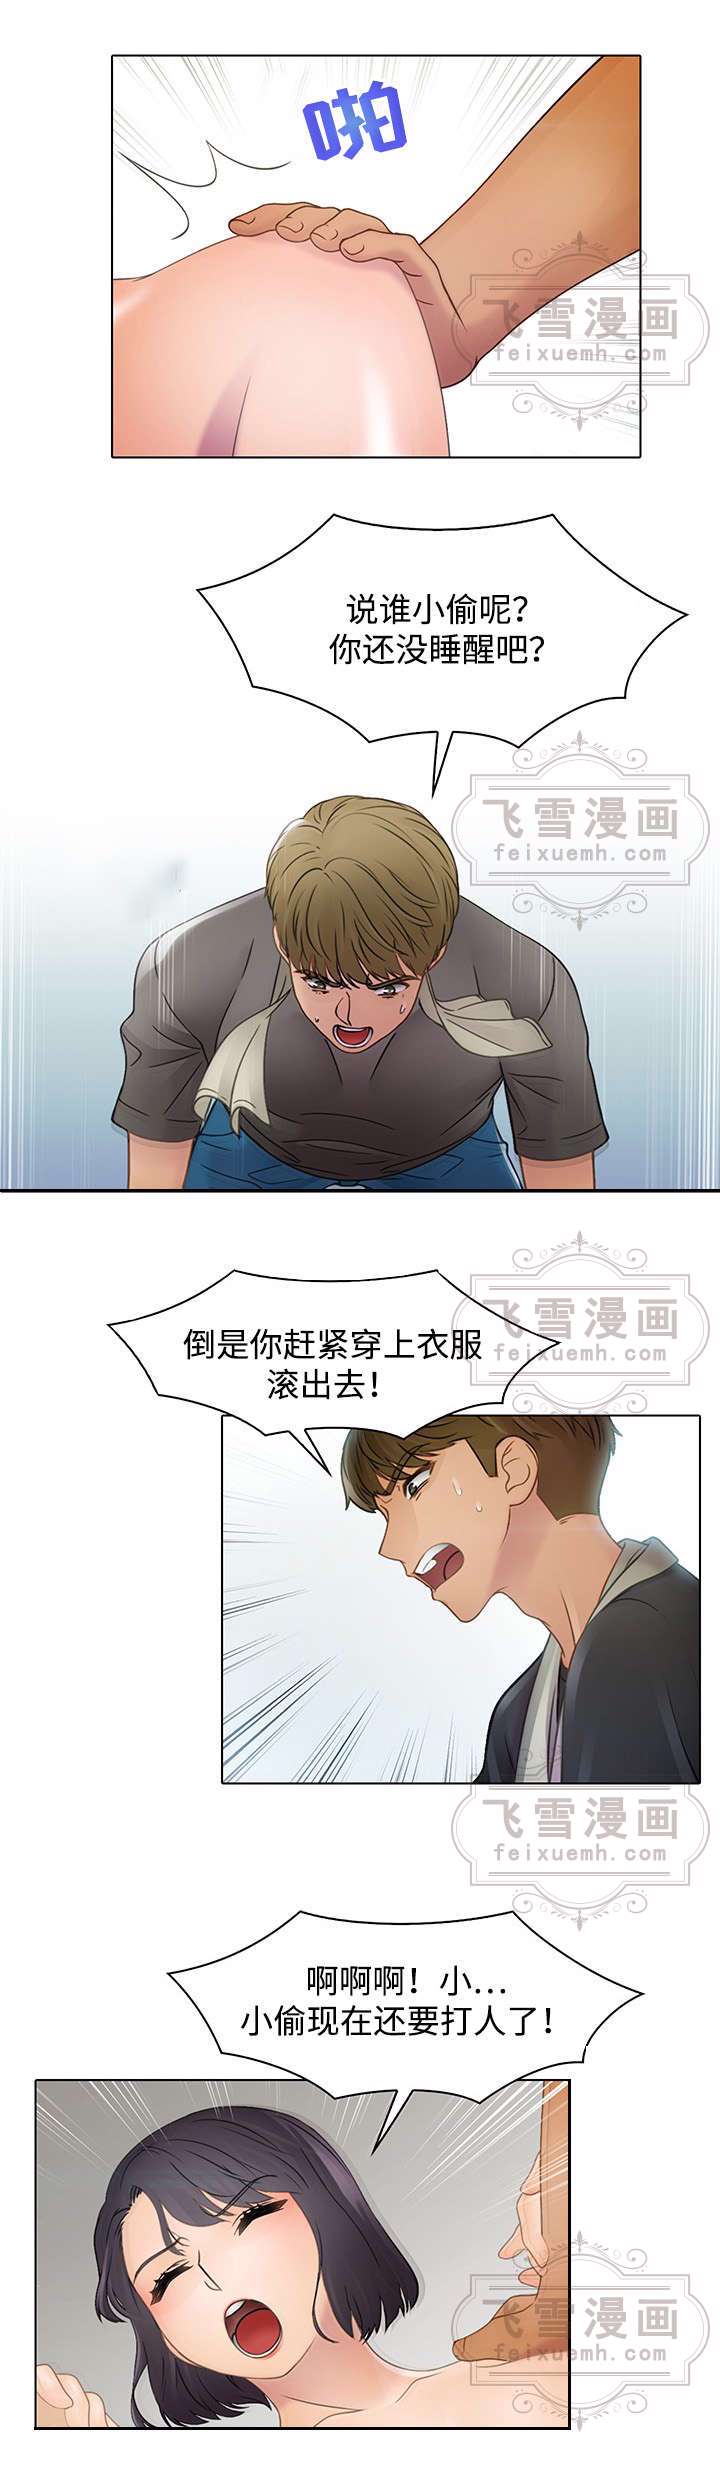 啪
飞雪漫画
feixuemh.com
说谁小偷呢？
你还没睡醒吧？
飞雪漫画
feixuemh.com
飞雪漫画
feixuemh.com
倒是你赶紧穿上衣服
滚出去！
飞雪漫画
feixuemh.com
啊啊啊！小...
小偷现在还要打人了！
飞雪漫画
feixuemh.com